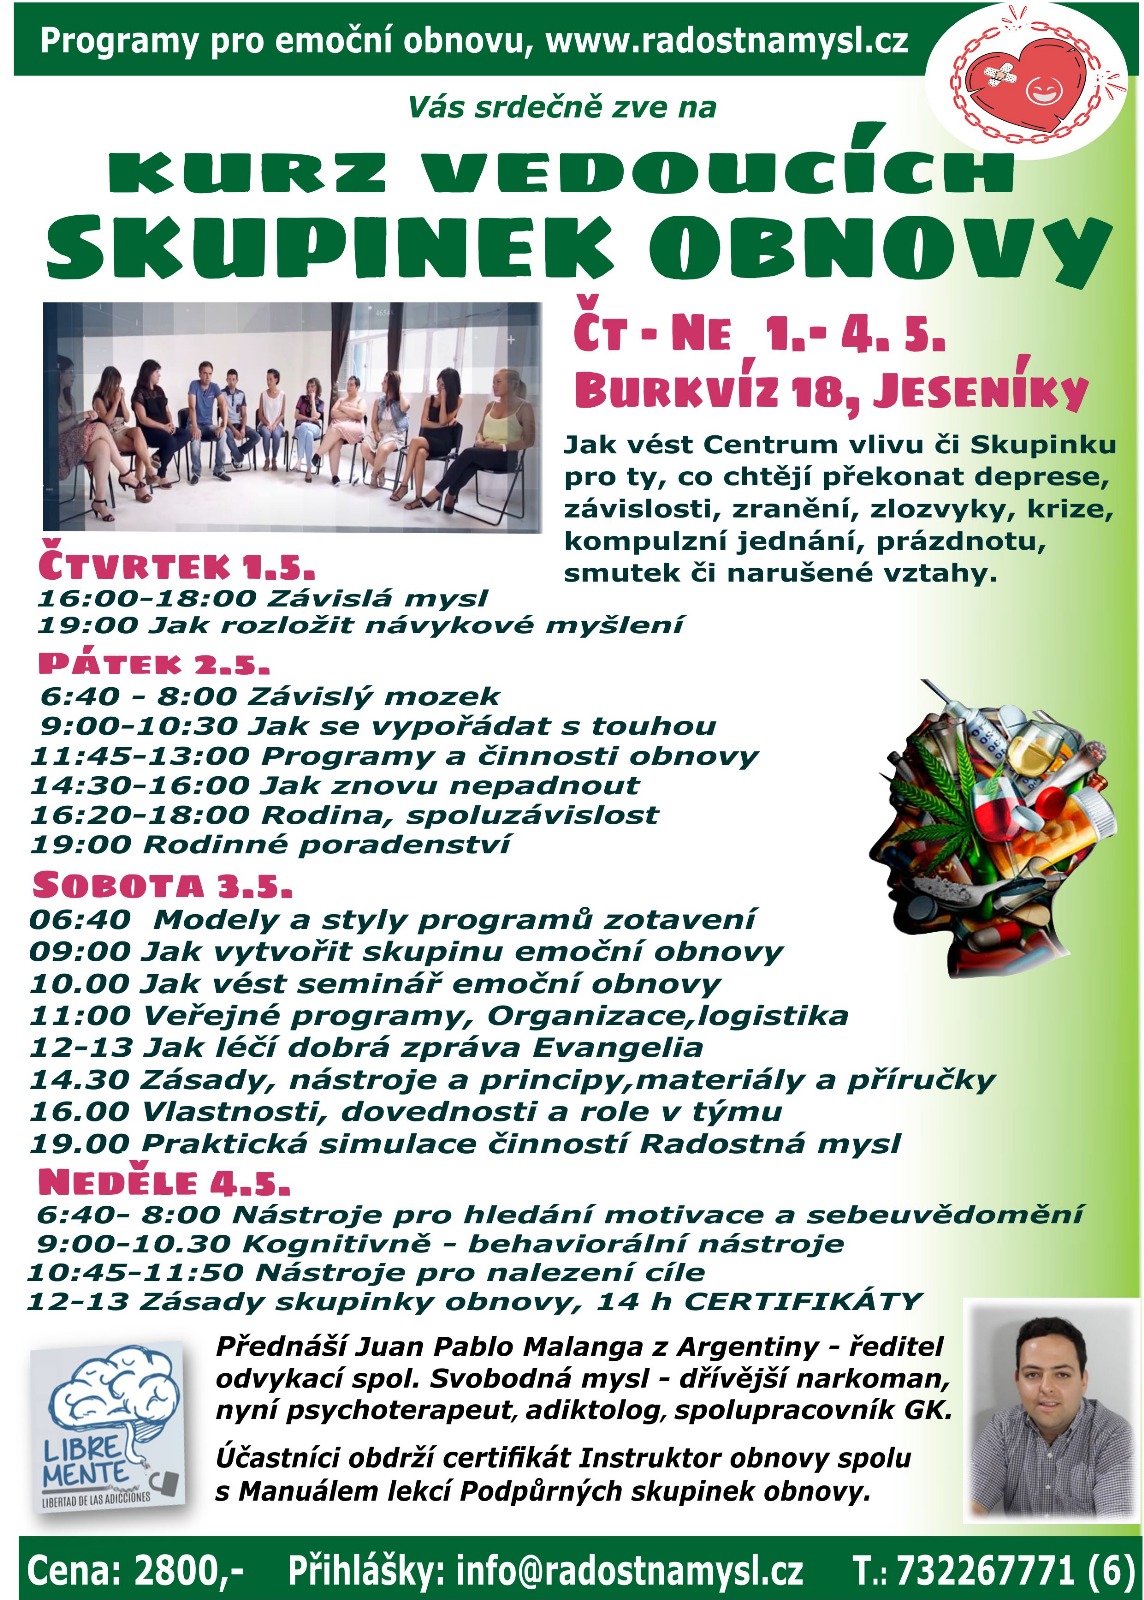 Programy pro emoční obnovu, www.radostnamysl.cz
Vás srdečně zve na
KURZ VEDOUCÍCH
SKUPINEK OBNOVY
Čt - Ne 1.- 4. 5.
Burkvíz 18, Jeseníky
Jak vést Centrum vlivu či Skupinku
pro ty, co chtějí překonat deprese,
závislosti, zranění, zlozvyky, krize,
kompulzní jednání, prázdnotu,
smutek či narušené vztahy.
Čtvrtek 1.5.
16:00-18:00 Závislá mysl
19:00 Jak rozložit návykové myšlení
Pátek 2.5.
6:40 - 8:00 Závislý mozek
9:00-10:30 Jak se vypořádat s touhou
11:45-13:00 Programy a činnosti obnovy
14:30-16:00 Jak znovu nepadnout
16:20-18:00 Rodina, spoluzávislost
19:00 Rodinné poradenství
Sobota 3.5.
06:40 Modely a styly programů zotavení
09:00 Jak vytvořit skupinu emoční obnovy
10.00 Jak vést seminář emoční obnovy
11:00 Veřejné programy, Organizace,logistika
12-13 Jak léčí dobrá zpráva Evangelia
14.30 Zásady, nástroje a principy,materiály a příručky
16.00 Vlastnosti, dovednosti a role v týmu
19.00 Praktická simulace činností Radostná mysl
Neděle 4.5.
6:40- 8:00 Nástroje pro hledání motivace a sebeuvědomění
9:00-10.30 Kognitivně - behaviorální nástroje
10:45-11:50 Nástroje pro nalezení cíle
12-13 Zásady skupinky obnovy, 14 h CERTIFIKÁTY
Přednáší Juan Pablo Malanga z Argentiny - ředitel
odvykací spol. Svobodná mysl - dřívější narkoman,
nyní psychoterapeut, adiktolog, spolupracovník GK.
Účastníci obdrží certifikát Instruktor obnovy spolu
s Manuálem lekcí Podpůrných skupinek obnovy.
LIBRE
MENTE
LIBERTAD DE LAS ADICCIONES
Cena: 2800,- Přihlášky: info@radostnamysl.cz T.: 732267771 (6)